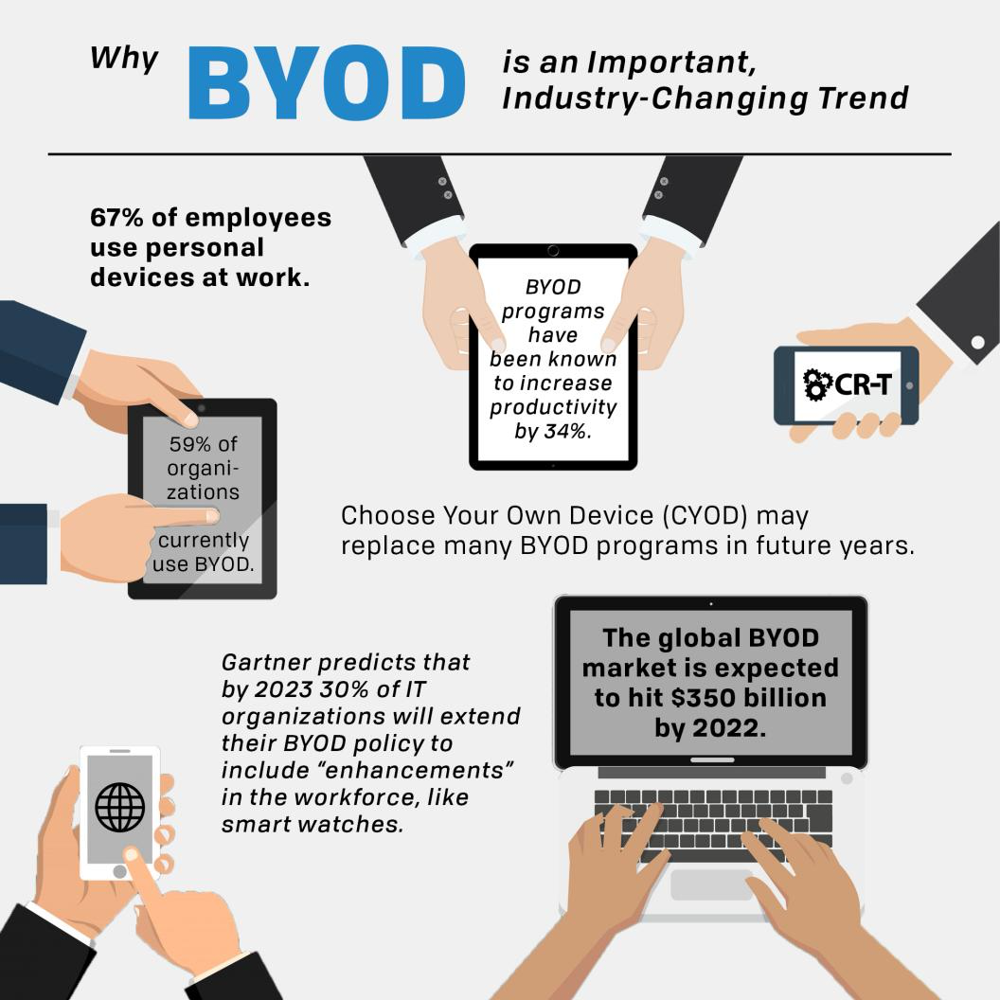 Why BYOD is an Important,
Industry-Changing Trend
67% of employees
use personal
devices at work.
BYOD
programs
have
been known
to increase
productivity
by 34%.
CR-T
59% of
organi-
zations
currently
use BYOD.
Choose Your Own Device (CYOD) may
replace many BYOD programs in future years.
The global BYOD
market is expected
to hit $350 billion
by 2022.
Gartner predicts that
by 2023 30% of IT
organizations will extend
their BYOD policy to
include “enhancements”
in the workforce, like
smart watches.